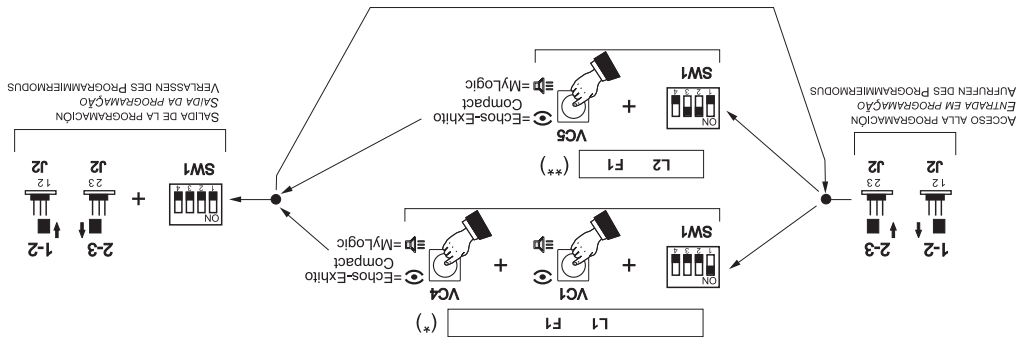 L1 F1 (*)
VC1
VC4
ON
1 2 3 4
SW1
+
+
=Echos-Exhito
Compact
=MyLogic
1-2
2-3
1 2
2 3
J2
J2
ACCESO ALLA PROGRAMACIÓN
ENTRADA EM PROGRAMAÇÃO
AUFRUFEN DES PROGRAMMIERMODUS
L2 F1 (**)
VC5
ON
1 2 3 4
SW1
+
=Echos-Exhito
Compact
=MyLogic
ON
1 2 3 4
SW1
+
2-3
1-2
2 3
1 2
J2
J2
SALIDA DE LA PROGRAMACIÓN
SAÍDA DA PROGRAMAÇÃO
VERLASSEN DES PROGRAMMIERMODUS